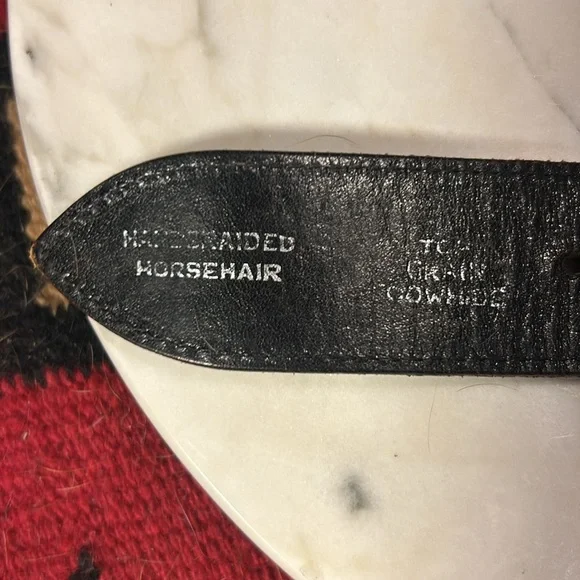 HANDBRAIDED
HORSEHAIR
TOP
GRAIN
COWHIDE